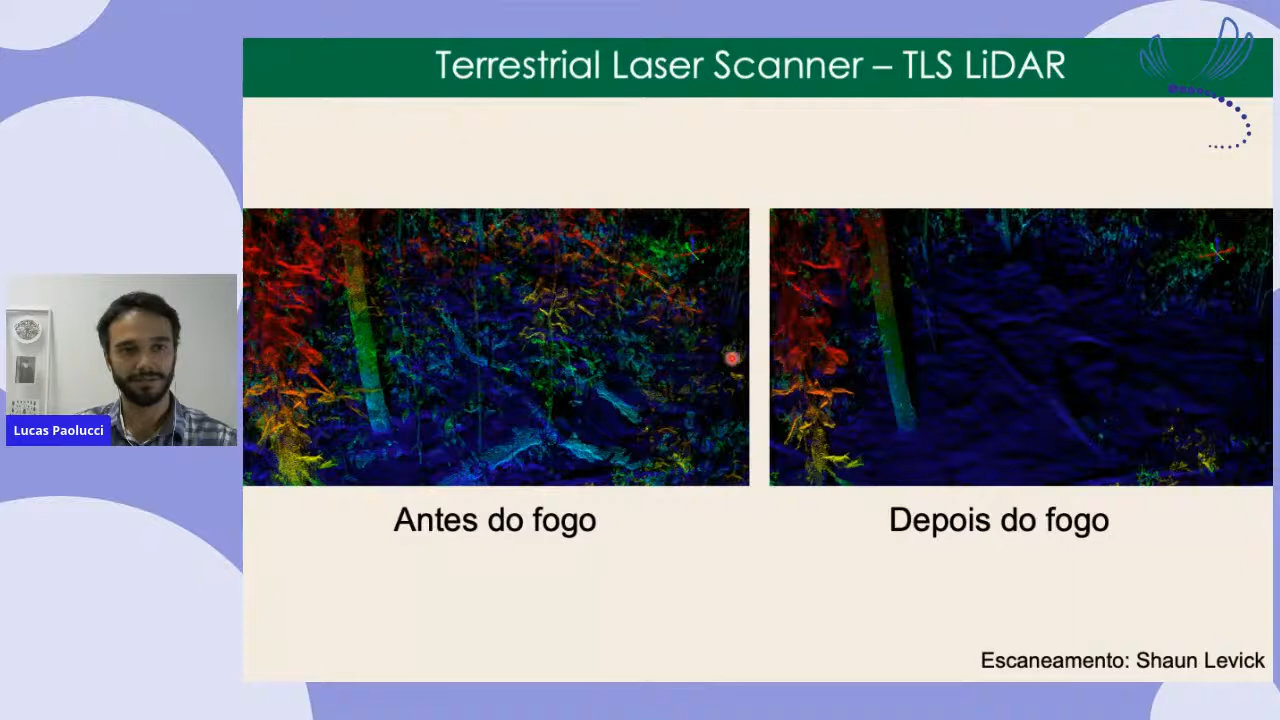 Terrestrial Laser Scanner – TLS LiDAR
Lucas Paolucci
Antes do fogo
Depois do fogo
Escaneamento: Shaun Levick